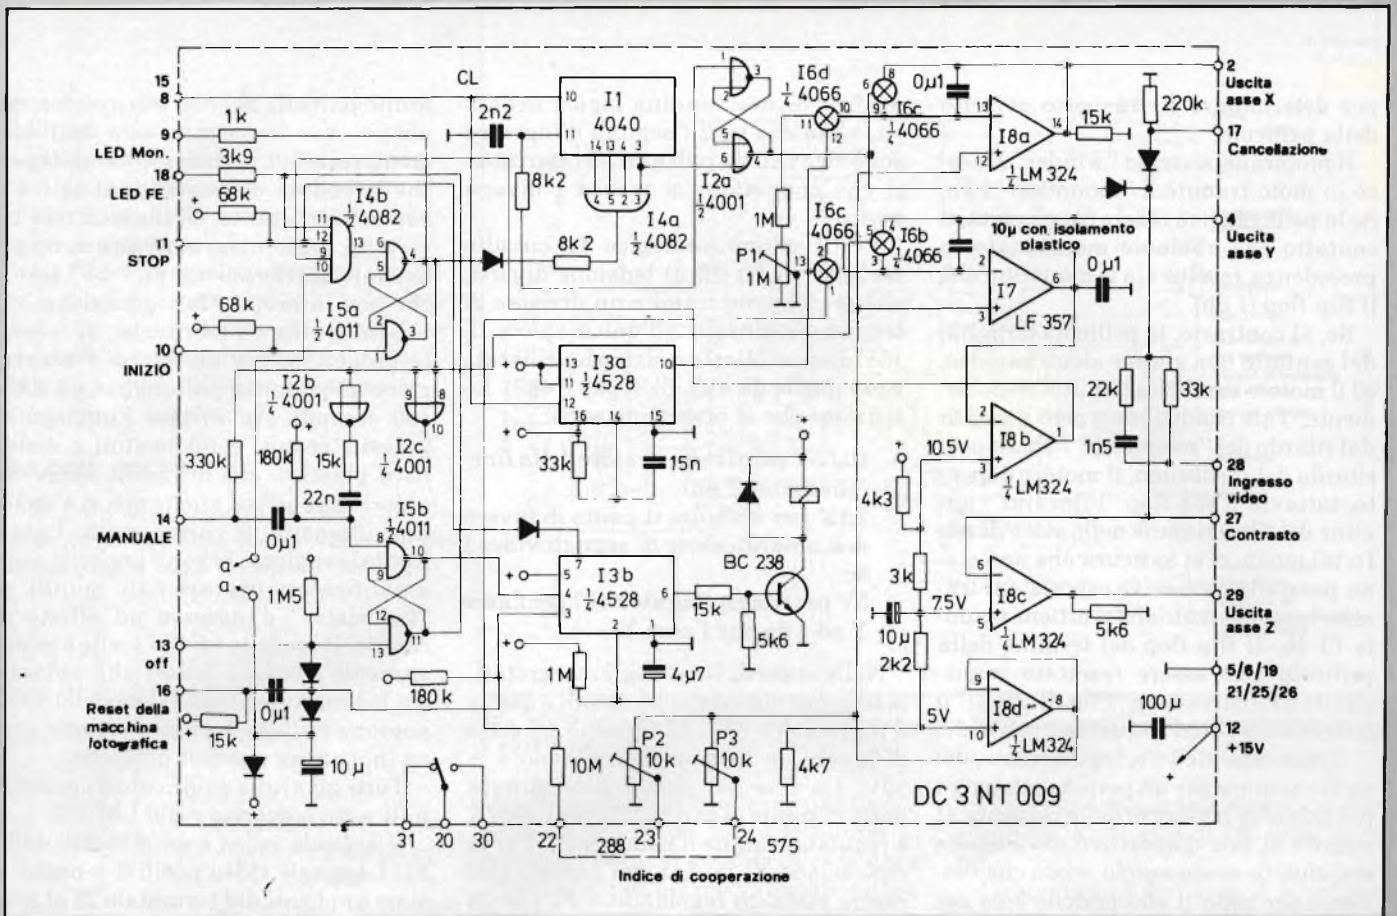 15
9
LED Mon.
18
LED FI
11
STOP
10
INIZIO
14
MANUALE
13
off
16
Relè della
macchina
fotografica
1k
3k9
68k
68k
I4b
½ 4082
I5a
½ 4011
I2b
¼ 4001
330k
180k
15k
22n
0µ1
1M5
0µ1
15k
10µ
180k
I2c
¼ 4001
I5b
½ 4011
CL
2n2
8k2
8k2
I1
4040
I4a
½ 4082
I3a
½ 4528
33k
15n
I3b
½ 4528
1M
4µ7
15k
5k6
BC 238
I2a
½ 4001
I6d
¼ 4066
I6e
¼ 4066
I6c
¼ 4066
I6b
¼ 4066
1M
P1
1M
0µ1
I8a
¼ LM 324
15k
220k
10µ con. isolamento
plastico
I7
LF 357
0µ1
22k
33k
I8b
¼ LM324
10.5V
4k3
3k
7.5V
10µ
2k2
I8c
¼ LM324
5k6
5V
I8d
¼ LM324
100µ
10M
P2
10k
P3
10k
4k7
DC 3 NT 009
2
Uscita
asse X
17
Cancellazione
4
Uscita
asse Y
28
Ingresso
video
27
Contrasto
29
Uscita
asse Z
5/6/19
21/25/26
12
+15V
31
20
30
22
23
24
288
575
Indice di cooperazione